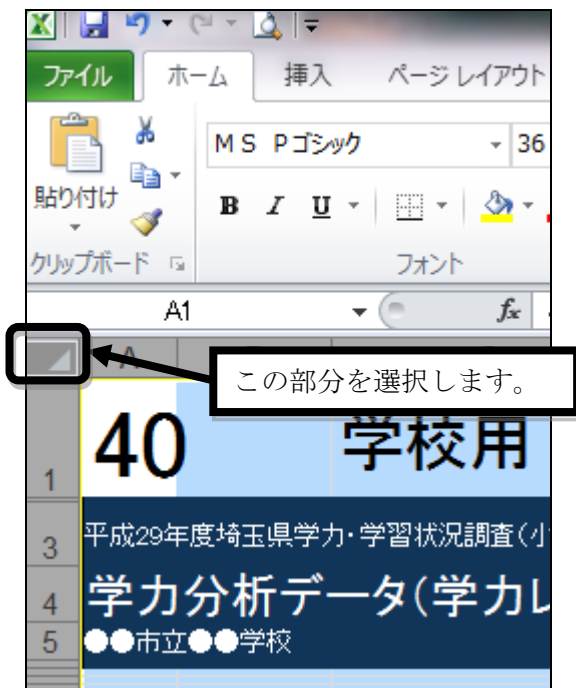 ファイル ホーム 挿入 ページ レイアウト
MS Pゴシック 36
貼り付け B I U
クリップボード フォント
A1 fx
A
この部分を選択します。
1 40 学校用
3 平成29年度埼玉県学力・学習状況調査(小
4 学力分析データ(学力レ
5 ●●市立●●学校